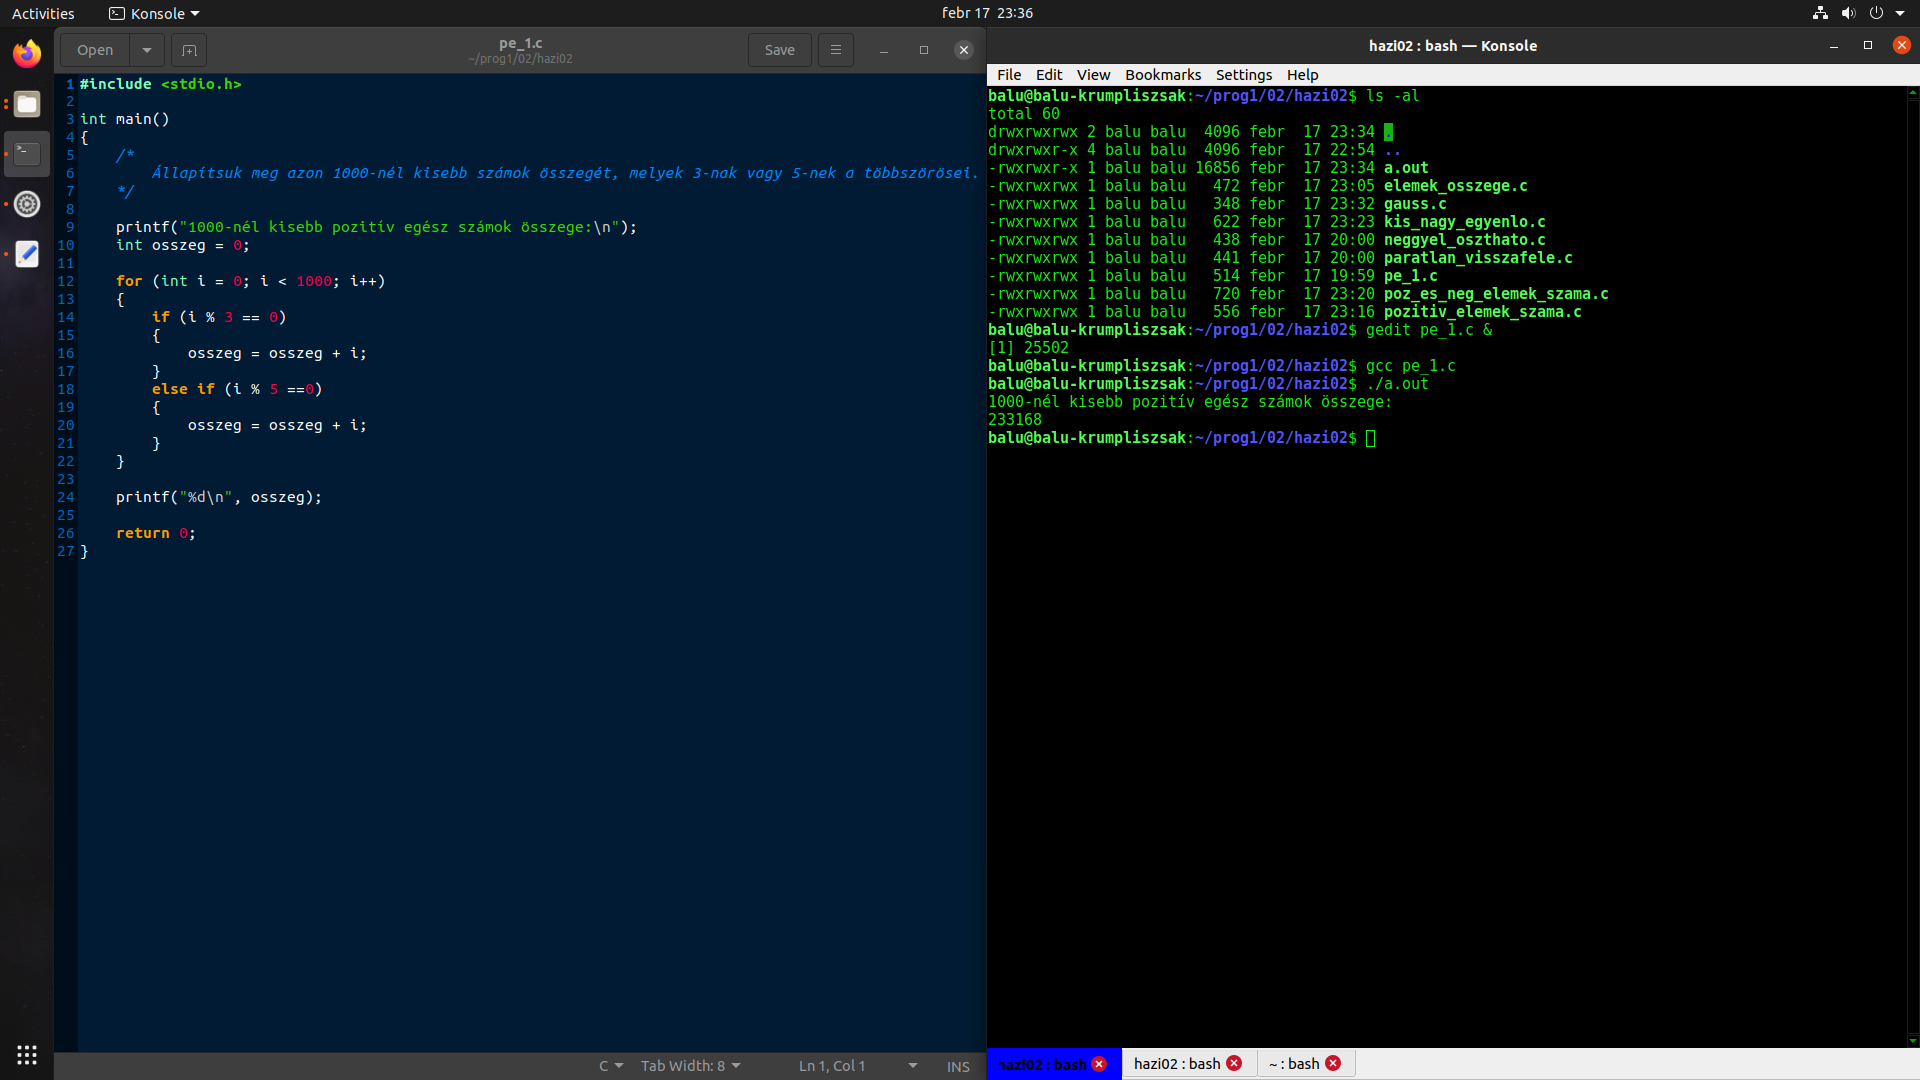 Activities
Konsole
febr 17 23:36
Open
pe_1.c
~/prog1/02/hazi02
Save
1 #include <stdio.h>
2
3 int main()
4 {
5     /*
6         Állapítsuk meg azon 1000-nél kisebb számok összegét, melyek 3-nak vagy 5-nek a többszörösei.
7     */
8
9     printf("1000-nél kisebb pozitív egész számok összege:\n");
10     int osszeg = 0;
11
12     for (int i = 0; i < 1000; i++)
13     {
14         if (i % 3 == 0)
15         {
16             osszeg = osszeg + i;
17         }
18         else if (i % 5 ==0)
19         {
20             osszeg = osszeg + i;
21         }
22     }
23
24     printf("%d\n", osszeg);
25
26     return 0;
27 }
C
Tab Width: 8
Ln 1, Col 1
INS
hazi02 : bash — Konsole
File Edit View Bookmarks Settings Help
balu@balu-krumpliszsak:~/prog1/02/hazi02$ ls -al
total 60
drwxrwxrwx 2 balu balu  4096 febr  17 23:34 .
drwxrwxr-x 4 balu balu  4096 febr  17 22:54 ..
-rwxrwxr-x 1 balu balu 16856 febr  17 23:34 a.out
-rwxrwxrwx 1 balu balu   472 febr  17 23:05 elemek_osszege.c
-rwxrwxrwx 1 balu balu   348 febr  17 23:32 gauss.c
-rwxrwxrwx 1 balu balu   622 febr  17 23:23 kis_nagy_egyenlo.c
-rwxrwxrwx 1 balu balu   438 febr  17 20:00 neggyel_oszthato.c
-rwxrwxrwx 1 balu balu   441 febr  17 20:00 paratlan_visszafele.c
-rwxrwxrwx 1 balu balu   514 febr  17 19:59 pe_1.c
-rwxrwxrwx 1 balu balu   720 febr  17 23:20 poz_es_neg_elemek_szama.c
-rwxrwxrwx 1 balu balu   556 febr  17 23:16 pozitiv_elemek_szama.c
balu@balu-krumpliszsak:~/prog1/02/hazi02$ gedit pe_1.c &
[1] 25502
balu@balu-krumpliszsak:~/prog1/02/hazi02$ gcc pe_1.c
balu@balu-krumpliszsak:~/prog1/02/hazi02$ ./a.out
1000-nél kisebb pozitív egész számok összege:
233168
balu@balu-krumpliszsak:~/prog1/02/hazi02$
hazi02 : bash
hazi02 : bash
~ : bash